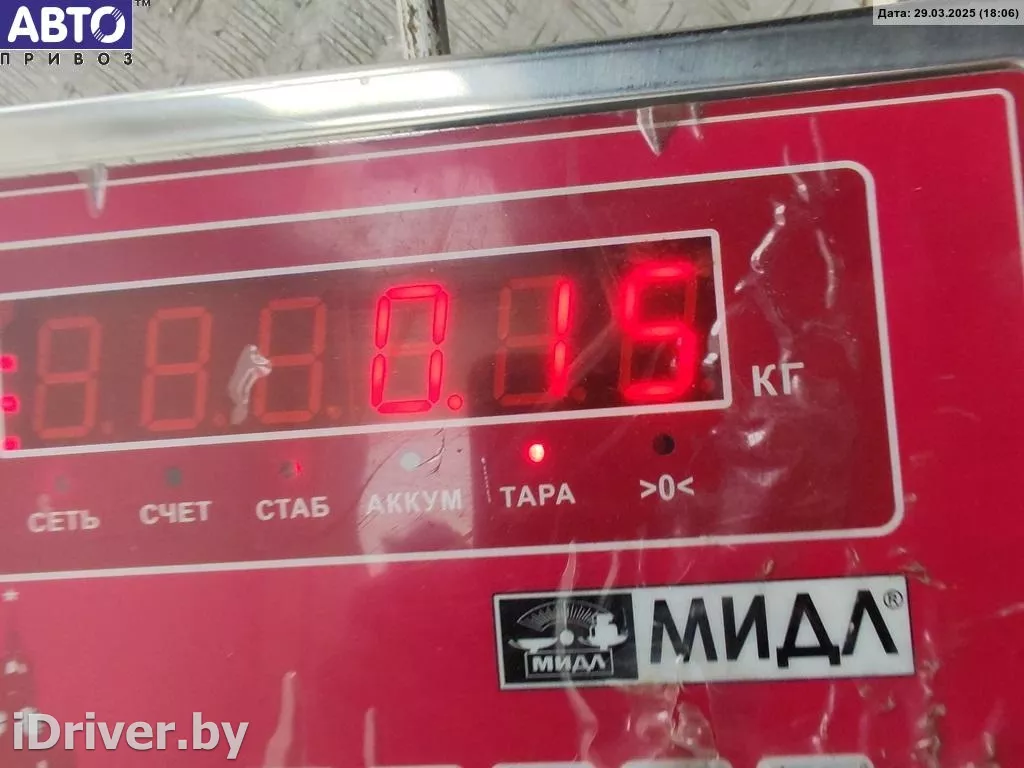 АВТО™
ПРИВОЗ
Дата: 29.03.2025 (18:06)
0.15
КГ
СЕТЬ СЧЕТ СТАБ АККУМ ТАРА >0<
МИДЛ МИДЛ®
iDriver.by